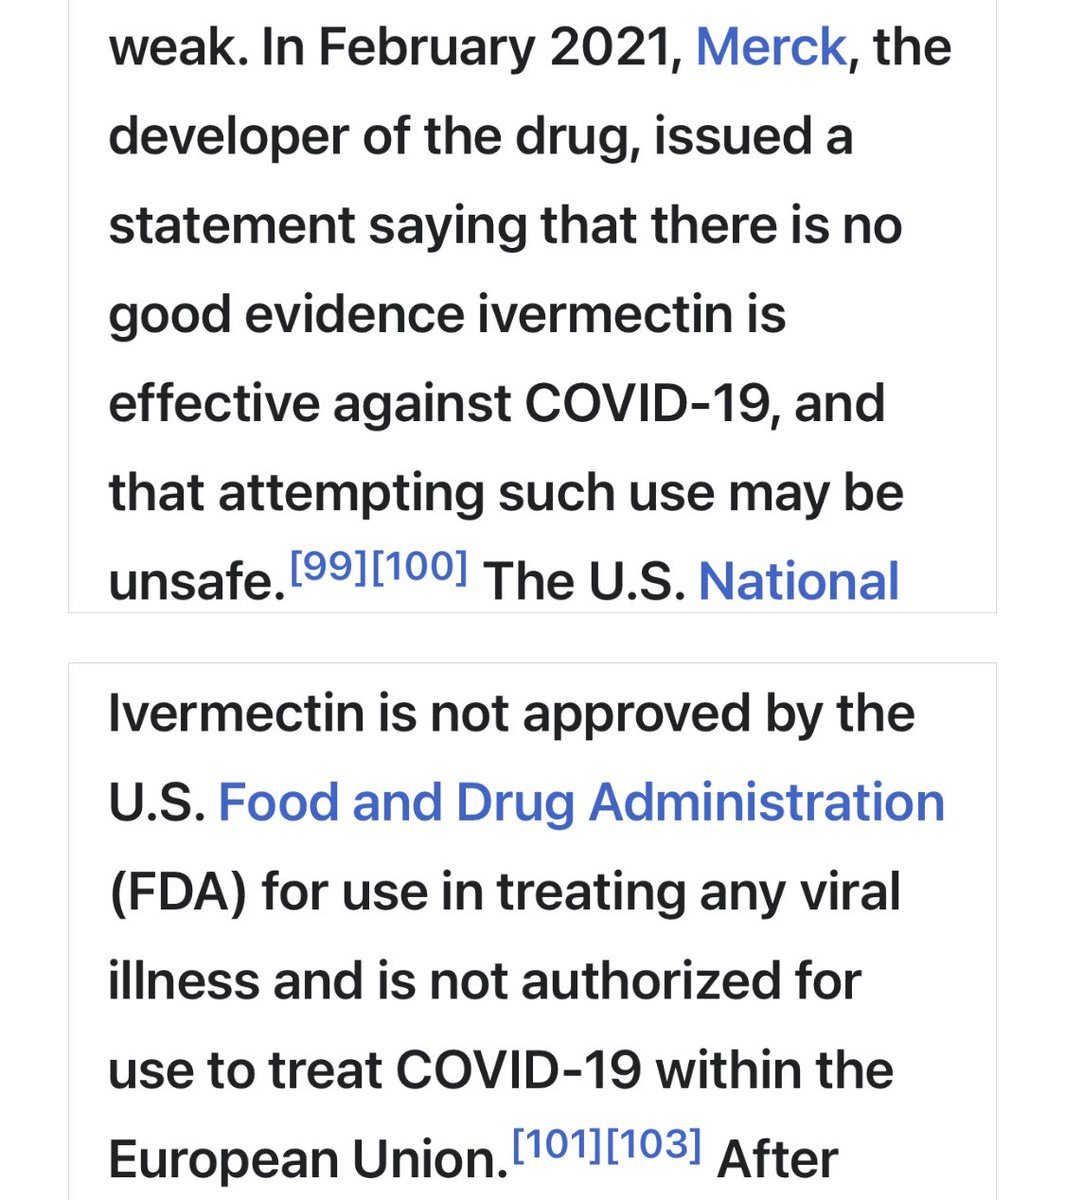 weak. In February 2021, Merck, the
developer of the drug, issued a
statement saying that there is no
good evidence ivermectin is
effective against COVID-19, and
that attempting such use may be
unsafe.[99][100] The U.S. National
Ivermectin is not approved by the
U.S. Food and Drug Administration
(FDA) for use in treating any viral
illness and is not authorized for
use to treat COVID-19 within the
European Union.[101][103] After